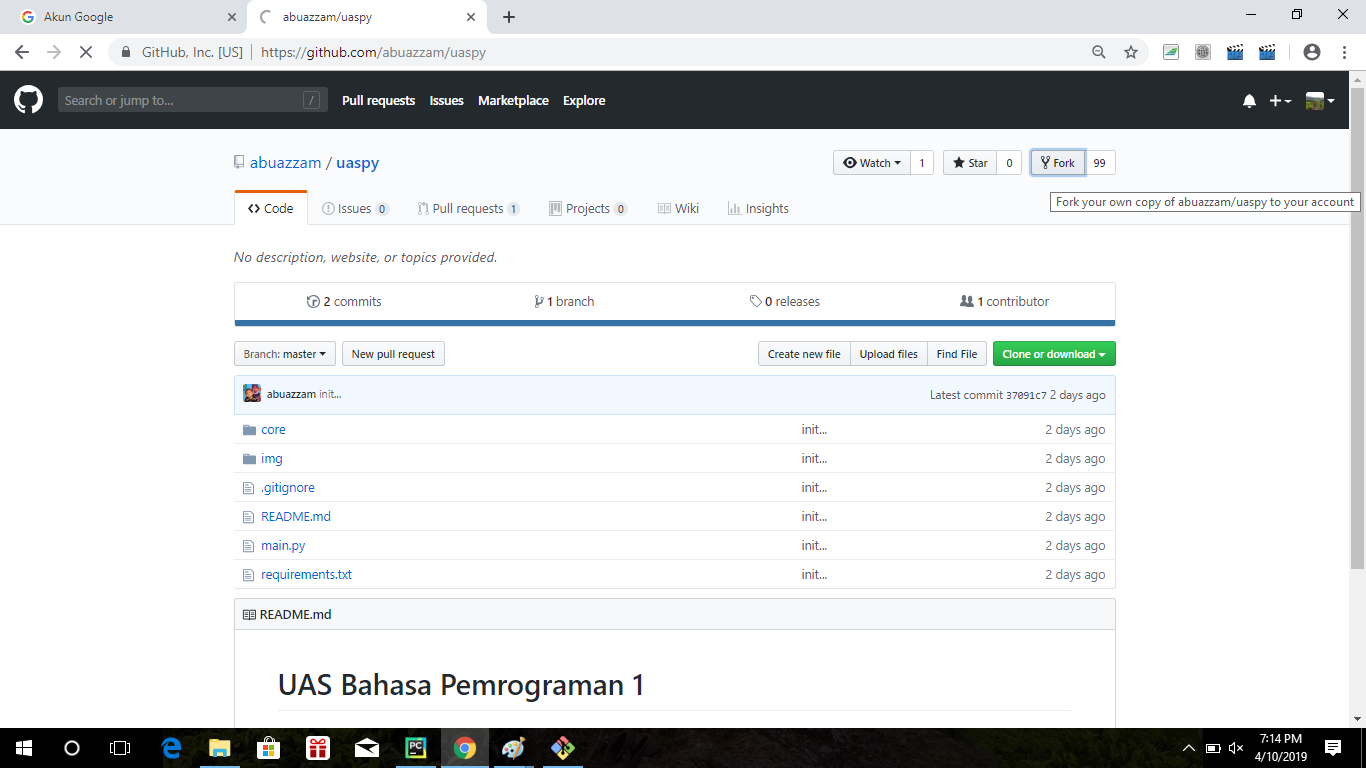 Akun Google
abuazzam/uaspy
GitHub, Inc. [US] https://github.com/abuazzam/uaspy
Search or jump to... / Pull requests Issues Marketplace Explore
abuazzam / uaspy Watch 1 Star 0 Fork 99
Fork your own copy of abuazzam/uaspy to your account
Code Issues 0 Pull requests 1 Projects 0 Wiki Insights
No description, website, or topics provided.
2 commits 1 branch 0 releases 1 contributor
Branch: master New pull request Create new file Upload files Find File Clone or download
abuazzam init... Latest commit 37091c7 2 days ago
core init... 2 days ago
img init... 2 days ago
.gitignore init... 2 days ago
README.md init... 2 days ago
main.py init... 2 days ago
requirements.txt init... 2 days ago
README.md
UAS Bahasa Pemrograman 1
PC
7:14 PM
4/10/2019